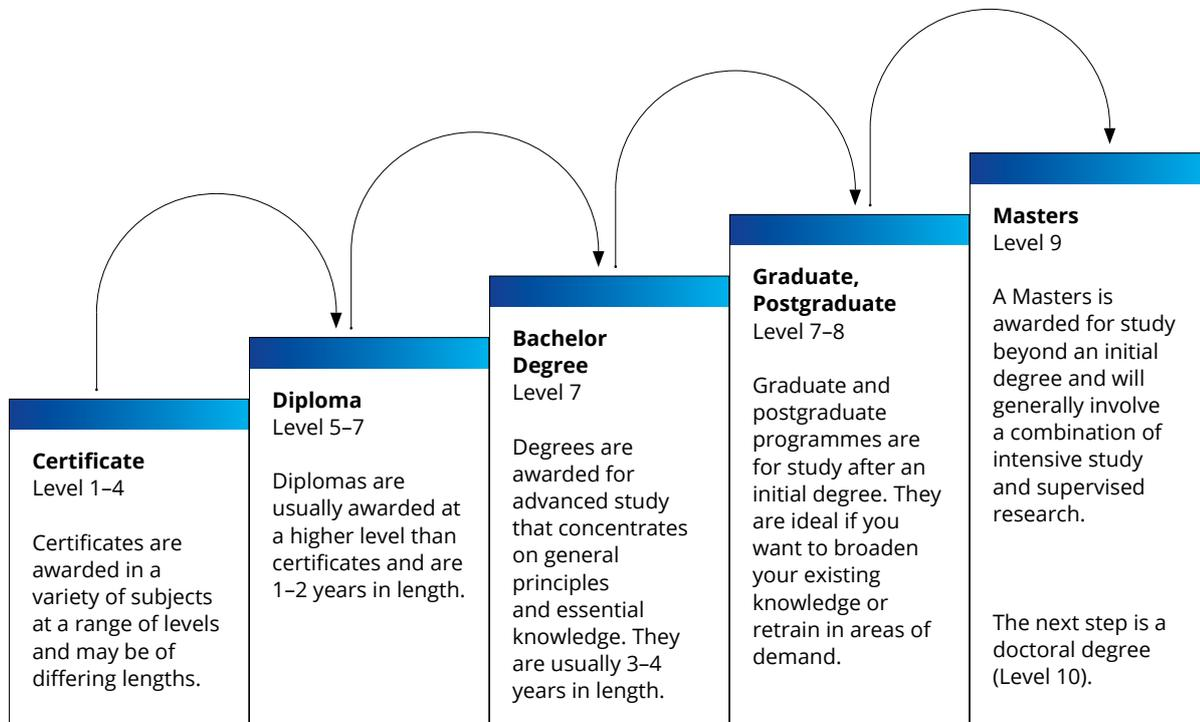 Certificate
Level 1–4
Certificates are
awarded in a
variety of subjects
at a range of levels
and may be of
differing lengths.
Diploma
Level 5–7
Diplomas are
usually awarded at
a higher level than
certificates and are
1–2 years in length.
Bachelor
Degree
Level 7
Degrees are
awarded for
advanced study
that concentrates
on general
principles
and essential
knowledge. They
are usually 3–4
years in length.
Graduate,
Postgraduate
Level 7–8
Graduate and
postgraduate
programmes are
for study after an
initial degree. They
are ideal if you
want to broaden
your existing
knowledge or
retrain in areas of
demand.
Masters
Level 9
A Masters is
awarded for study
beyond an initial
degree and will
generally involve
a combination of
intensive study
and supervised
research.
The next step is a
doctoral degree
(Level 10).